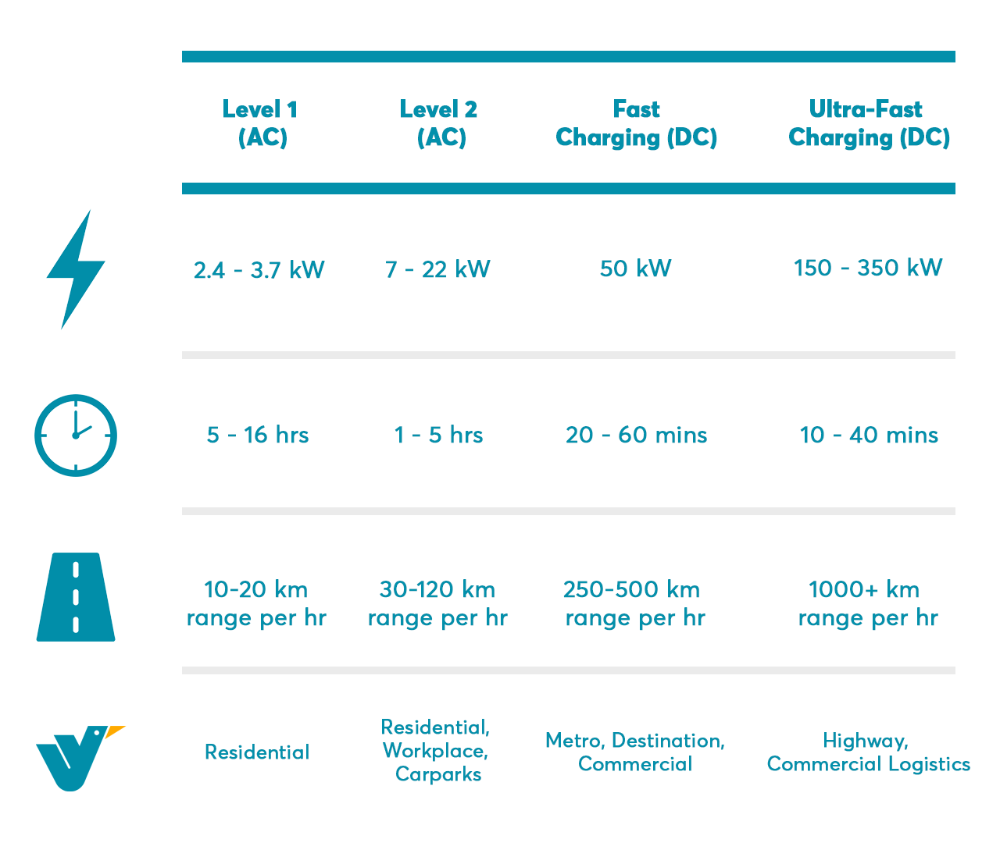 Level 1
(AC)
Level 2
(AC)
Fast
Charging (DC)
Ultra-Fast
Charging (DC)
2.4 - 3.7 kW
7 - 22 kW
50 kW
150 - 350 kW
5 - 16 hrs
1 - 5 hrs
20 - 60 mins
10 - 40 mins
10-20 km
range per hr
30-120 km
range per hr
250-500 km
range per hr
1000+ km
range per hr
Residential
Residential,
Workplace,
Carparks
Metro, Destination,
Commercial
Highway,
Commercial Logistics